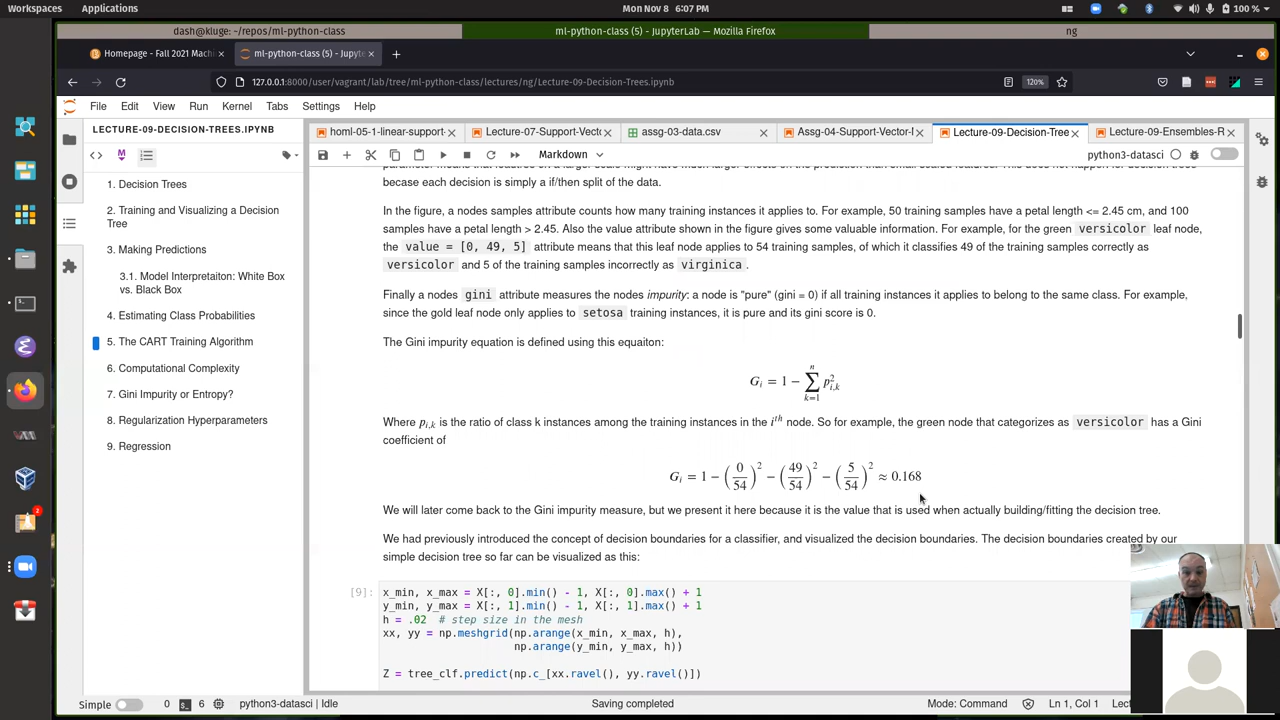 Workspaces Applications Mon Nov 8 6:07 PM 100 %
dash@kluge: ~/repos/ml-python-class ml-python-class (5) — JupyterLab — Mozilla Firefox ng
Homepage - Fall 2021 Mac ml-python-class (5) - Jupyte
127.0.0.1:8000/user/vagrant/lab/tree/ml-python-class/lectures/ng/Lecture-09-Decision-Trees.ipynb 120%
File Edit View Run Kernel Tabs Settings Help
LECTURE-09-DECISION-TREES.IPYNB
homl-05-1-linear-support- Lecture-07-Support-Vecto assg-03-data.csv Assg-04-Support-Vector-I Lecture-09-Decision-Tree Lecture-09-Ensembles-R
Markdown python3-datasci
1. Decision Trees
2. Training and Visualizing a Decision
Tree
3. Making Predictions
3.1. Model Interpretaiton: White Box
vs. Black Box
4. Estimating Class Probabilities
5. The CART Training Algorithm
6. Computational Complexity
7. Gini Impurity or Entropy?
8. Regularization Hyperparameters
9. Regression
becase each decision is simply a if/then split of the data.
In the figure, a nodes samples attribute counts how many training instances it applies to. For example, 50 training samples have a petal length <= 2.45 cm, and 100
samples have a petal length > 2.45. Also the value attribute shown in the figure gives some valuable information. For example, for the green versicolor leaf node,
the value = [0, 49, 5] attribute means that this leaf node applies to 54 training samples, of which it classifies 49 of the training samples correctly as
versicolor and 5 of the training samples incorrectly as virginica .
Finally a nodes gini attribute measures the nodes impurity: a node is "pure" (gini = 0) if all training instances it applies to belong to the same class. For example,
since the gold leaf node only applies to setosa training instances, it is pure and its gini score is 0.
The Gini impurity equation is defined using this equaiton:
G_i = 1 − ∑_{k=1}^{n} p_{i,k}^2
Where p_{i,k} is the ratio of class k instances among the training instances in the i^{th} node. So for example, the green node that categorizes as versicolor has a Gini
coefficient of
G_i = 1 − (0/54)^2 − (49/54)^2 − (5/54)^2 ≈ 0.168
We will later come back to the Gini impurity measure, but we present it here because it is the value that is used when actually building/fitting the decision tree.
We had previously introduced the concept of decision boundaries for a classifier, and visualized the decision boundaries. The decision boundaries created by our
simple decision tree so far can be visualized as this:
[9]: x_min, x_max = X[:, 0].min() - 1, X[:, 0].max() + 1
y_min, y_max = X[:, 1].min() - 1, X[:, 1].max() + 1
h = .02 # step size in the mesh
xx, yy = np.meshgrid(np.arange(x_min, x_max, h),
np.arange(y_min, y_max, h))
Z = tree_clf.predict(np.c_[xx.ravel(), yy.ravel()])
Simple 0 6 python3-datasci | Idle Saving completed Mode: Command Ln 1, Col 1 Lect